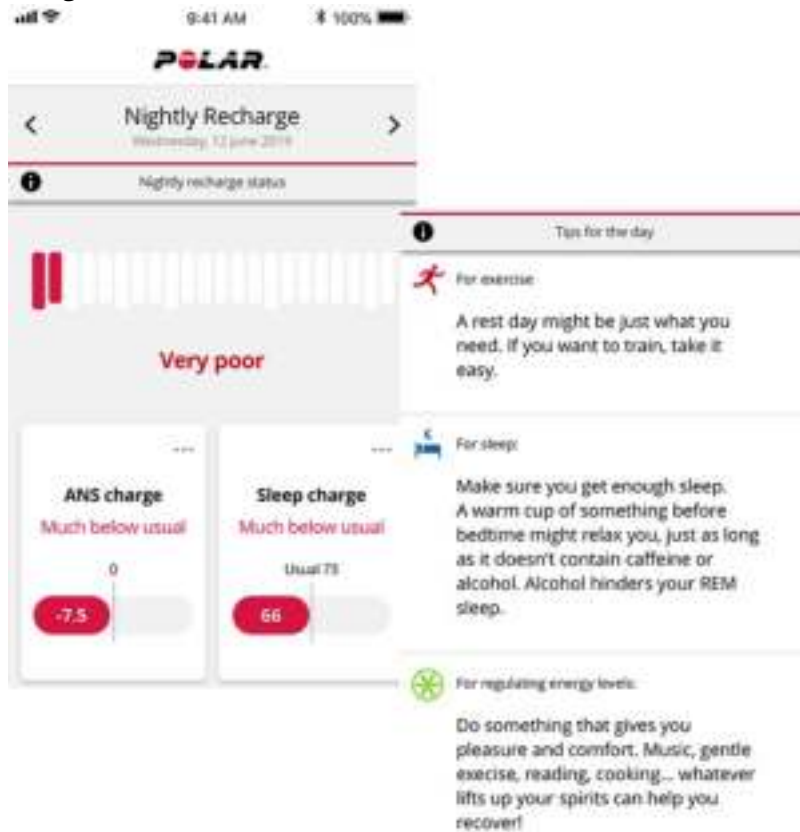 9:41 AM
100%
POLAR
Nightly Recharge
Wednesday, 12 June 2019
Nightly recharge status
Very poor
ANS charge
Much below usual
0
-7.5
Sleep charge
Much below usual
66
Tips for the day
For exercise
A rest day might be just what you
need. If you want to train, take it
easy.
For sleep:
Make sure you get enough sleep.
A warm cup of something before
bedtime might relax you, just as long
as it doesn't contain caffeine or
alcohol. Alcohol hinders your REM
sleep.
For regulating energy levels:
Do something that gives you
pleasure and comfort. Music, gentle
execise, reading, cooking... whatever
lifts up your spirits can help you
recover!